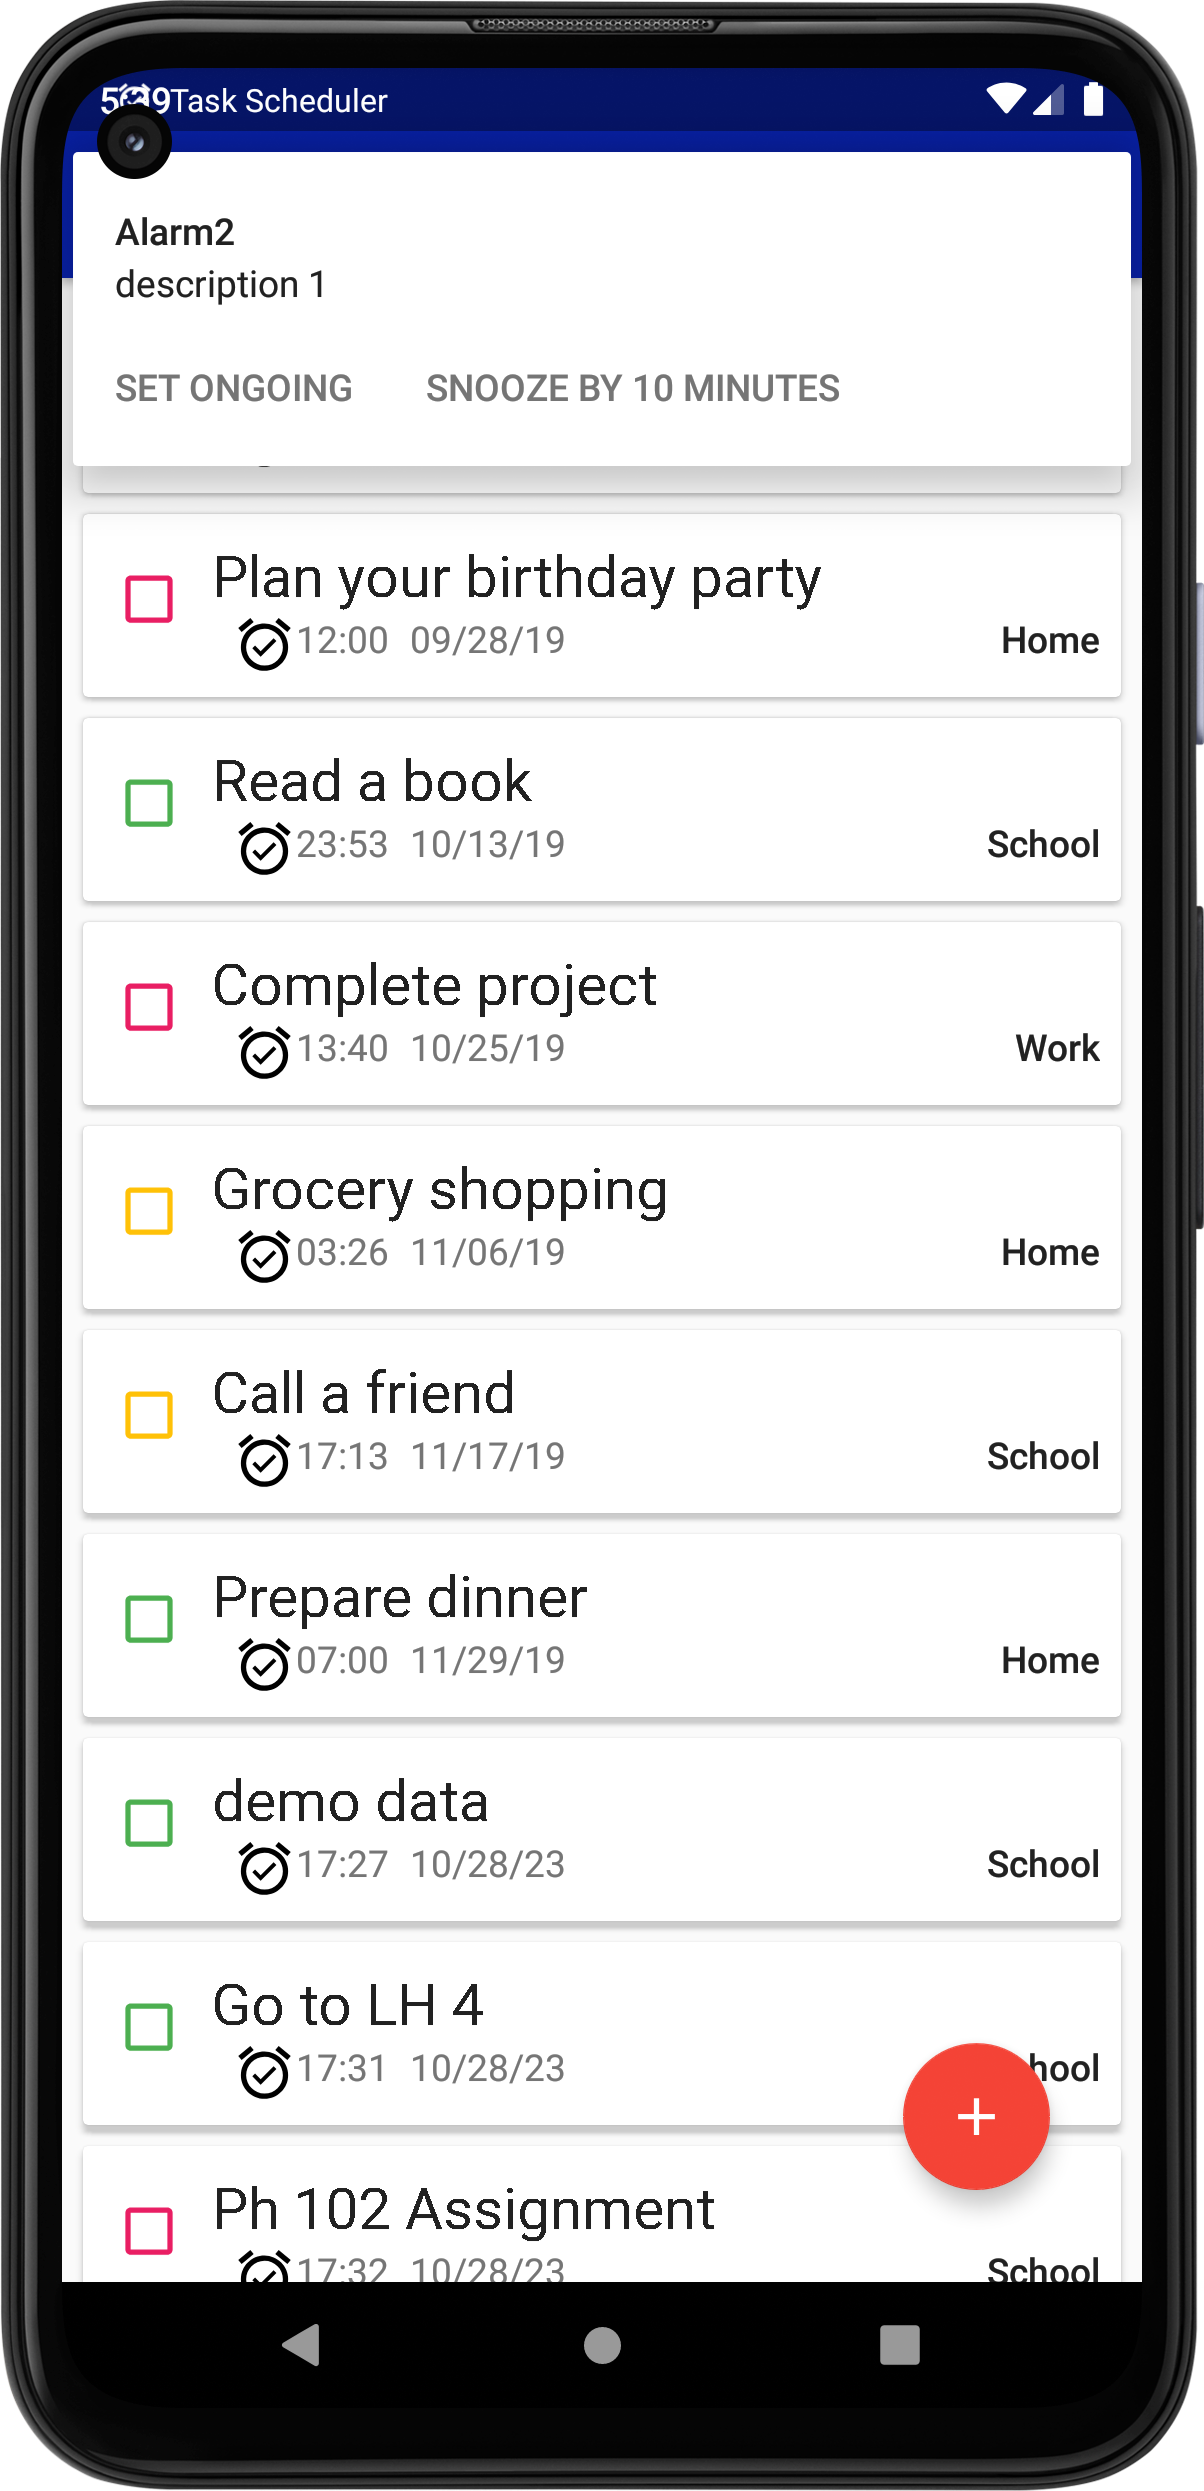 Task Scheduler
Alarm2
description 1
SET ONGOING SNOOZE BY 10 MINUTES
Plan your birthday party
12:00 09/28/19 Home
Read a book
23:53 10/13/19 School
Complete project
13:40 10/25/19 Work
Grocery shopping
03:26 11/06/19 Home
Call a friend
17:13 11/17/19 School
Prepare dinner
07:00 11/29/19 Home
demo data
17:27 10/28/23 School
Go to LH 4
17:31 10/28/23 hool
Ph 102 Assignment
17:32 10/28/23 School